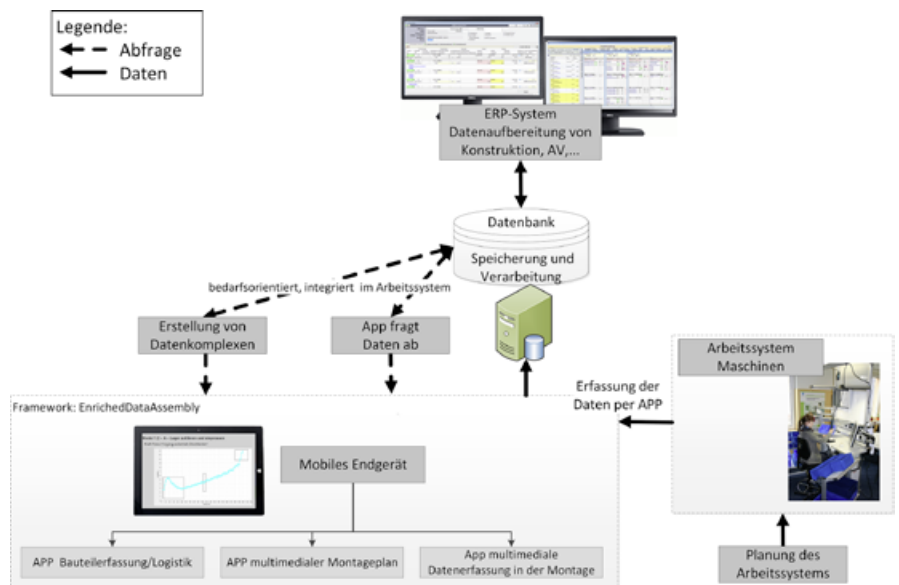 Legende:
Abfrage
Daten
ERP-System
Datenaufbereitung von
Konstruktion, AV,...
Datenbank
Speicherung und
Verarbeitung
bedarfsorientiert, integriert im Arbeitssystem
Erstellung von
Datenkomplexen
App fragt
Daten ab
Arbeitssystem
Maschinen
Erfassung der
Daten per APP
Framework: EnrichedDataAssembly
Mobiles Endgerät
APP Bauteilerfassung/Logistik
APP multimedialer Montageplan
App multimediale
Datenerfassung in der Montage
Planung des
Arbeitssystems